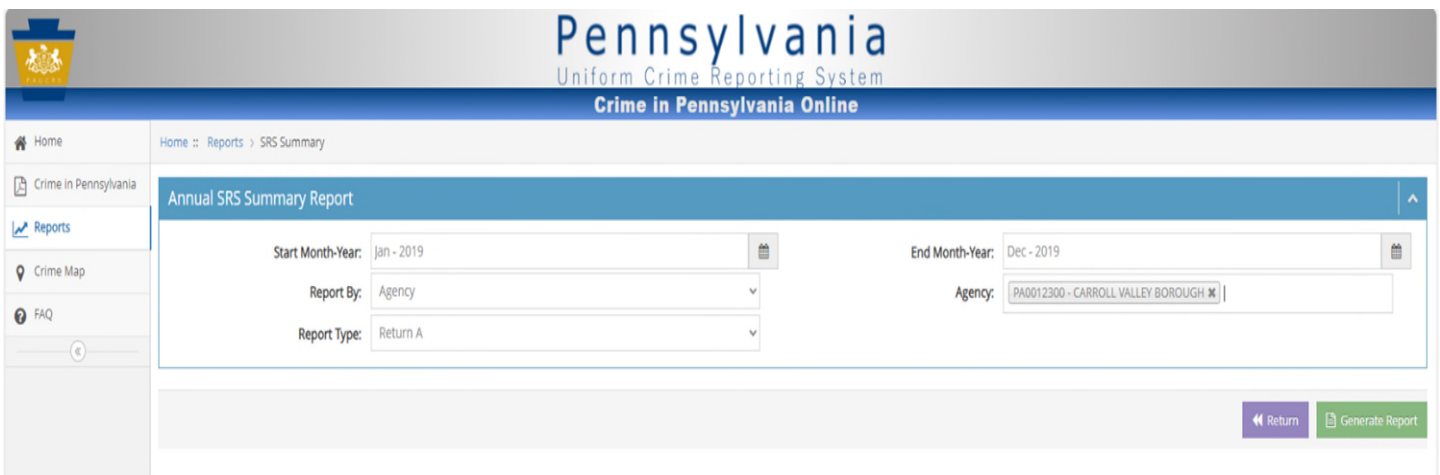 Pennsylvania
Uniform Crime Reporting System
Crime in Pennsylvania Online
PAUCRS
Home
Crime in Pennsylvania
Reports
Crime Map
FAQ
Home :: Reports > SRS Summary
Annual SRS Summary Report
Start Month-Year: Jan - 2019 End Month-Year: Dec - 2019
Report By: Agency Agency: PA0012300 - CARROLL VALLEY BOROUGH ✖
Report Type: Return A
Return Generate Report